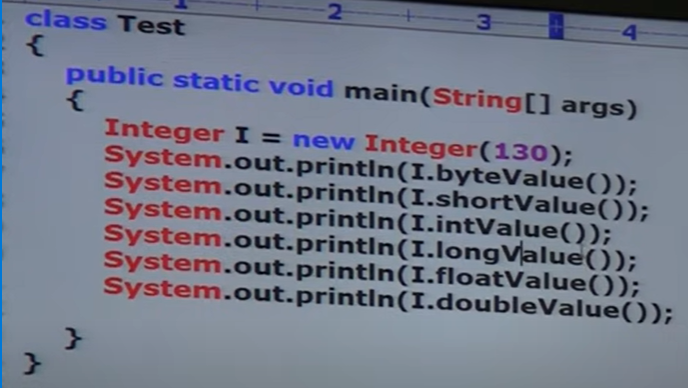 1 2 3 4
class Test
{
public static void main(String[] args)
{
Integer I = new Integer(130);
System.out.println(I.byteValue());
System.out.println(I.shortValue());
System.out.println(I.intValue());
System.out.println(I.longValue());
System.out.println(I.floatValue());
System.out.println(I.doubleValue());
}
}